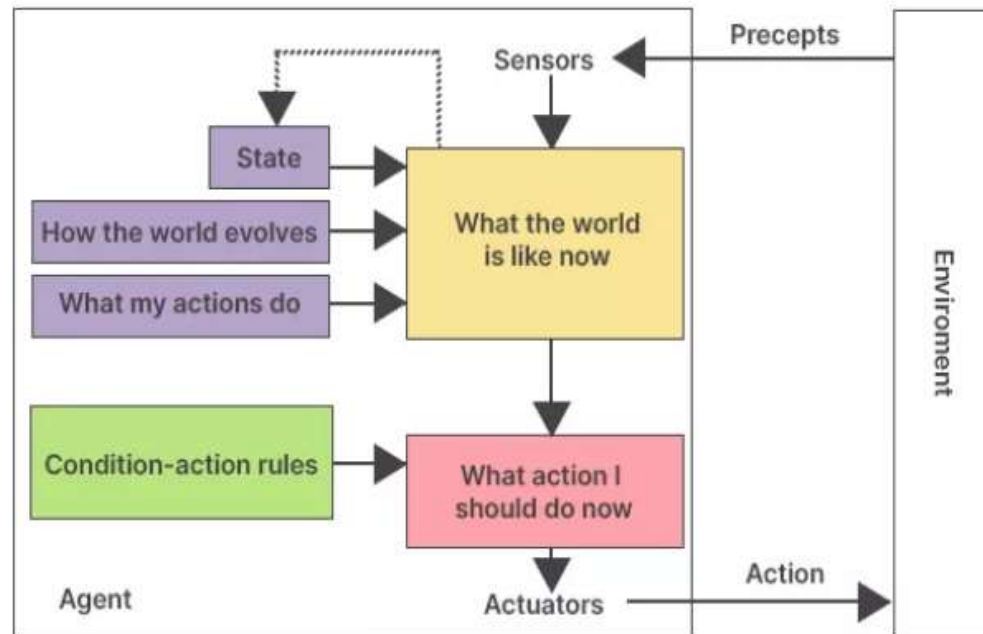 Precepts
Sensors
State
What the world
is like now
How the world evolves
What my actions do
Enviroment
Condition-action rules
What action I
should do now
Agent
Actuators
Action